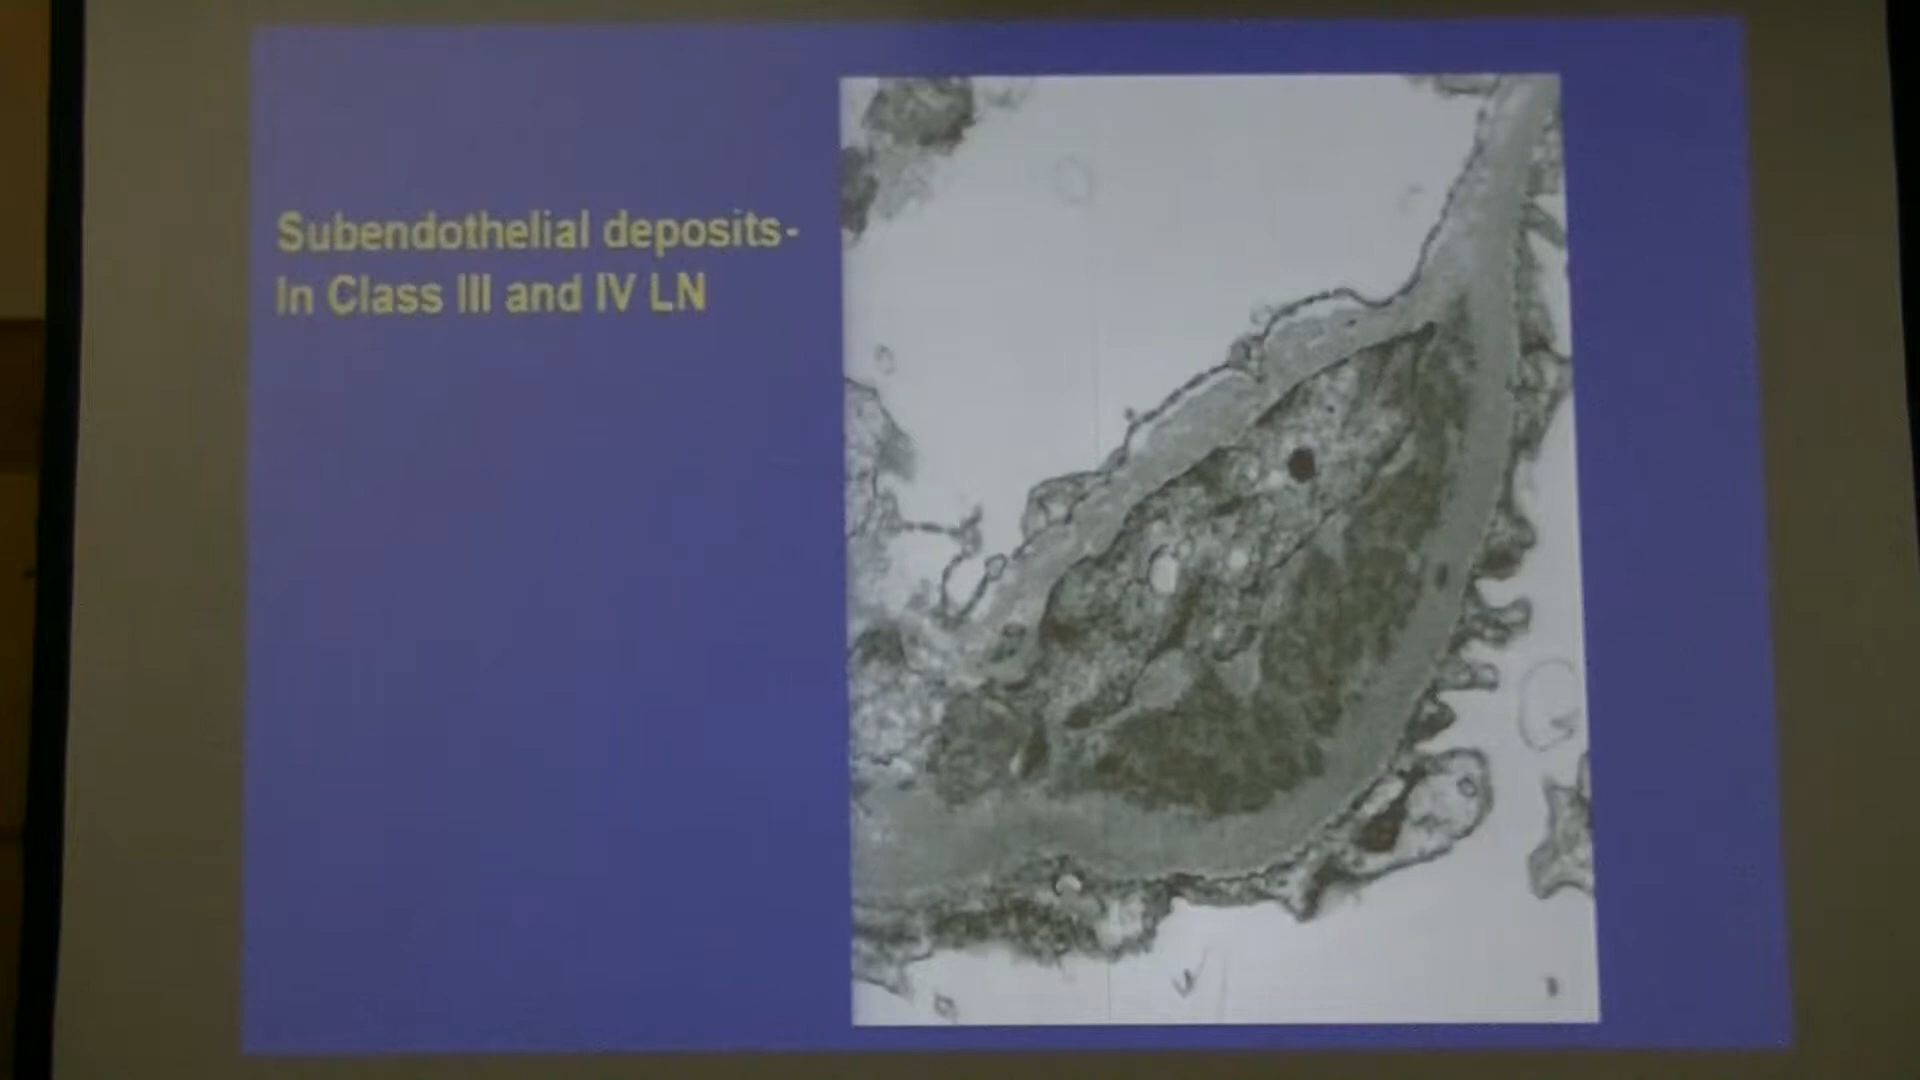 Subendothelial deposits-
In Class III and IV LN